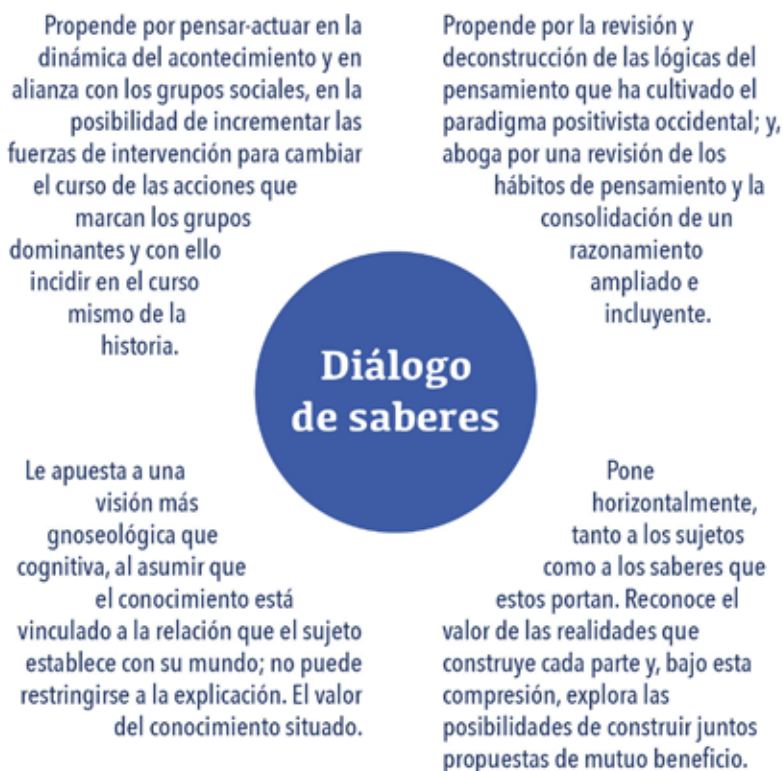 Propende por pensar-actuar en la
dinámica del acontecimiento y en
alianza con los grupos sociales, en la
posibilidad de incrementar las
fuerzas de intervención para cambiar
el curso de las acciones que
marcan los grupos
dominantes y con ello
incidir en el curso
mismo de la
historia.
Propende por la revisión y
deconstrucción de las lógicas del
pensamiento que ha cultivado el
paradigma positivista occidental; y,
aboga por una revisión de los
hábitos de pensamiento y la
consolidación de un
razonamiento
ampliado e
incluyente.
Diálogo
de saberes
Le apuesta a una
visión más
gnoseológica que
cognitiva, al asumir que
el conocimiento está
vinculado a la relación que el sujeto
establece con su mundo; no puede
restringirse a la explicación. El valor
del conocimiento situado.
Pone
horizontalmente,
tanto a los sujetos
como a los saberes que
estos portan. Reconoce el
valor de las realidades que
construye cada parte y, bajo esta
compresión, explora las
posibilidades de construir juntos
propuestas de mutuo beneficio.